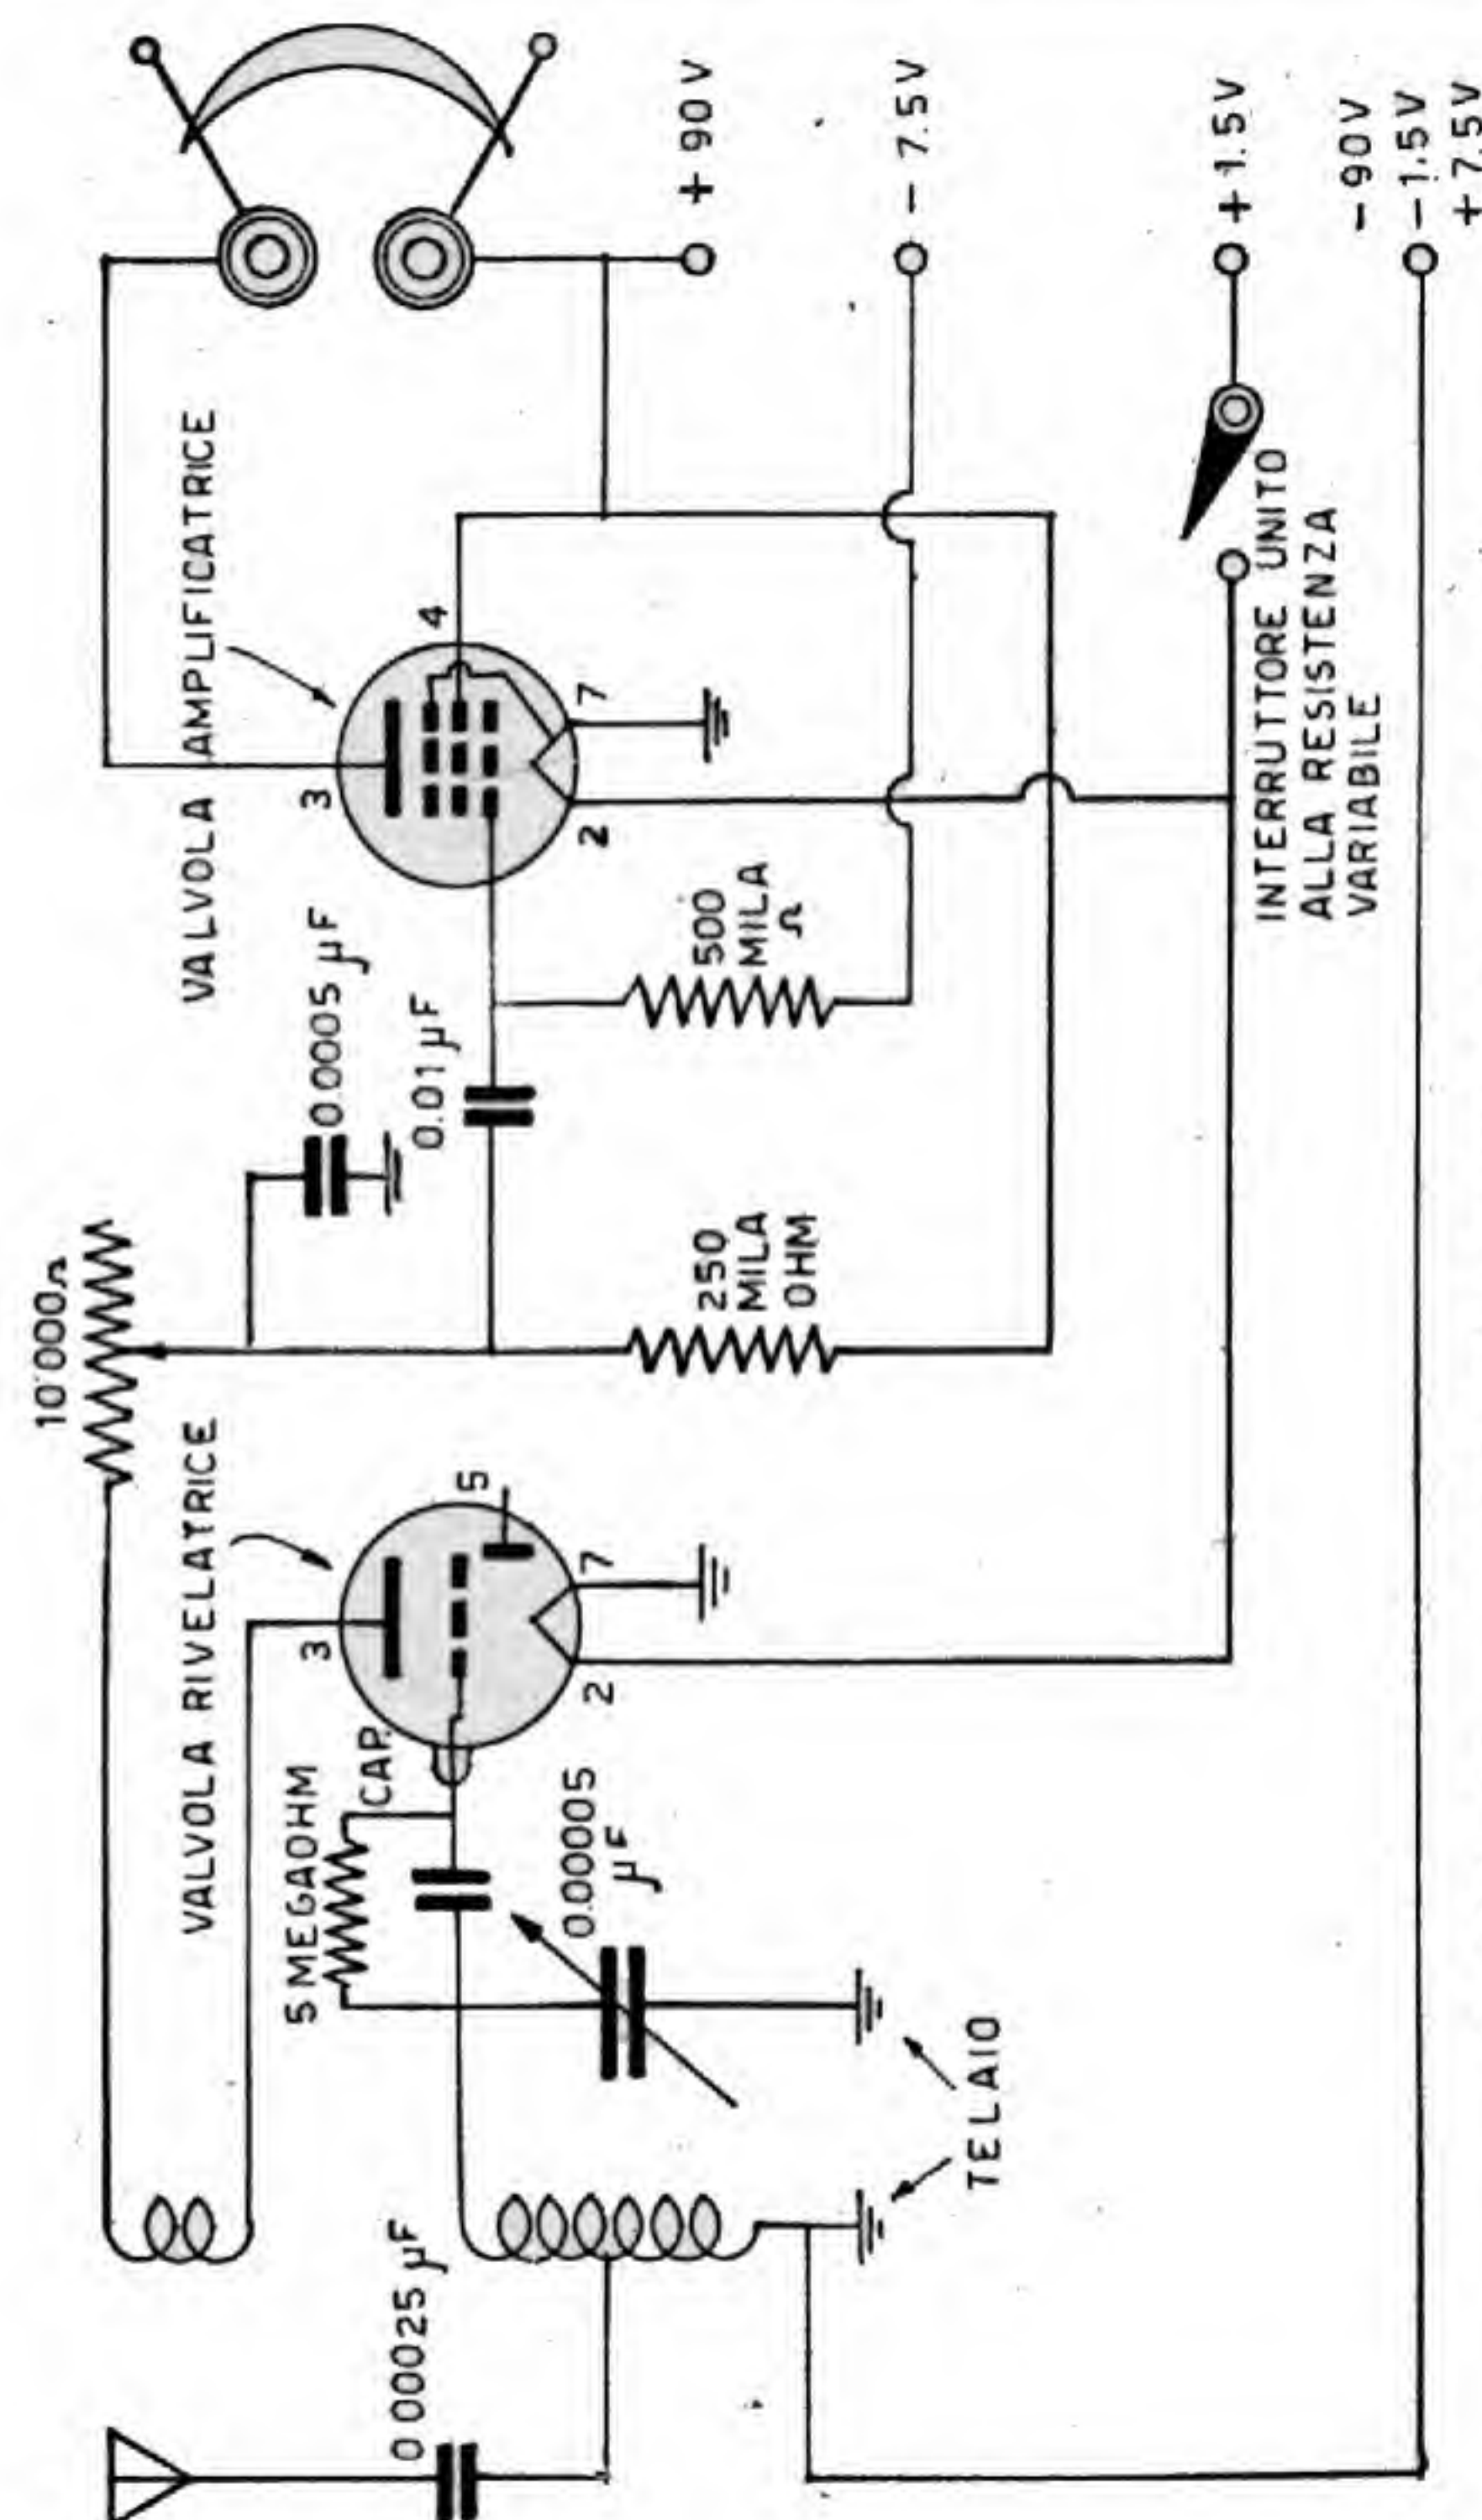 10'000Ω
VALVOLA RIVELATRICE
VALVOLA AMPLIFICATRICE
5 MEGAOHM
CAP.
3
5
7
2
0 00025 µF
0.00005
µF
0.0005 µF
0.01 µF
3
4
7
2
250
MILA
OHM
500
MILA
Ω
TELAIO
+ 90 V
- 7.5 V
+ 1.5 V
INTERRUTTORE UNITO
ALLA RESISTENZA
VARIABILE
- 90 V
- 1.5 V
+ 7.5 V